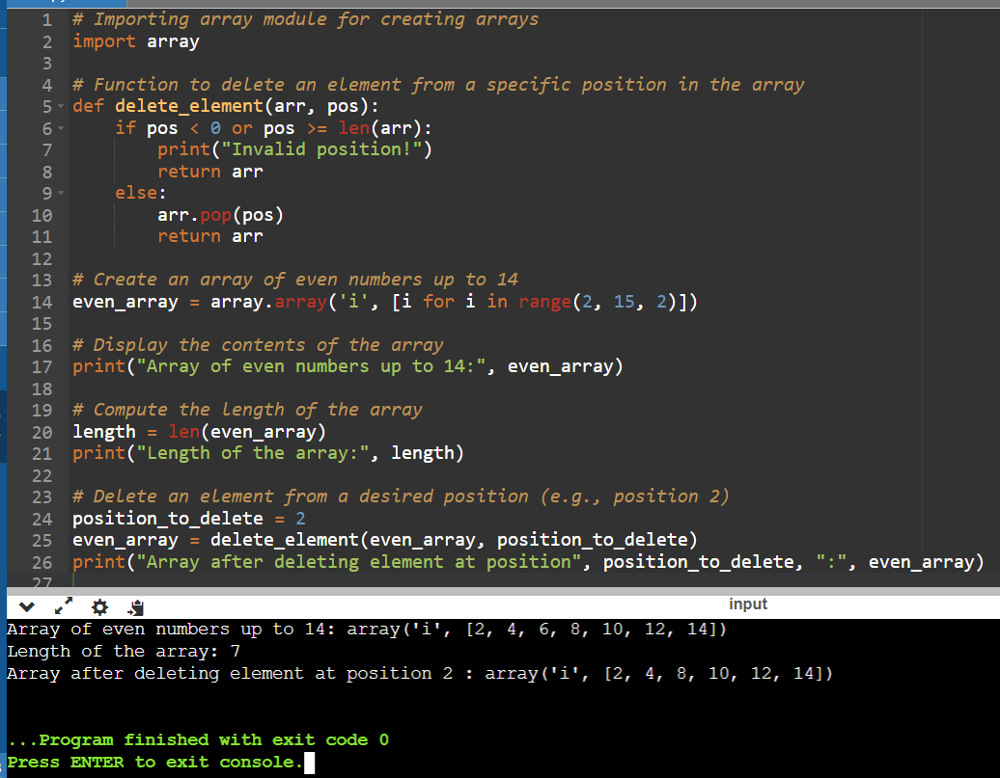 1 # Importing array module for creating arrays
2 import array
3
4 # Function to delete an element from a specific position in the array
5 def delete_element(arr, pos):
6     if pos < 0 or pos >= len(arr):
7         print("Invalid position!")
8         return arr
9     else:
10         arr.pop(pos)
11         return arr
12
13 # Create an array of even numbers up to 14
14 even_array = array.array('i', [i for i in range(2, 15, 2)])
15
16 # Display the contents of the array
17 print("Array of even numbers up to 14:", even_array)
18
19 # Compute the length of the array
20 length = len(even_array)
21 print("Length of the array:", length)
22
23 # Delete an element from a desired position (e.g., position 2)
24 position_to_delete = 2
25 even_array = delete_element(even_array, position_to_delete)
26 print("Array after deleting element at position", position_to_delete, ":", even_array)
27
input
Array of even numbers up to 14: array('i', [2, 4, 6, 8, 10, 12, 14])
Length of the array: 7
Array after deleting element at position 2 : array('i', [2, 4, 8, 10, 12, 14])
...Program finished with exit code 0
Press ENTER to exit console.